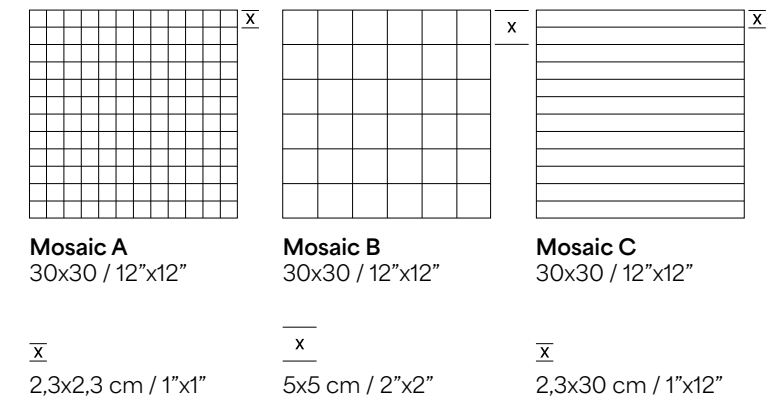 x
x
x
Mosaic A
30x30 / 12”x12”
Mosaic B
30x30 / 12”x12”
Mosaic C
30x30 / 12”x12”
x
2,3x2,3 cm / 1”x1”
x
5x5 cm / 2”x2”
x
2,3x30 cm / 1”x12”